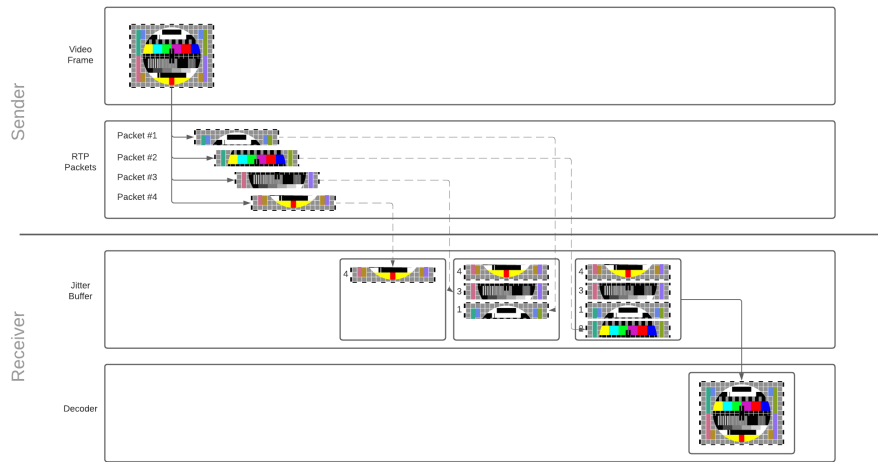 Sender
Video
Frame
RTP
Packets
Packet #1
Packet #2
Packet #3
Packet #4
Receiver
Jitter
Buffer
4
4
3
1
4
3
1
2
Decoder